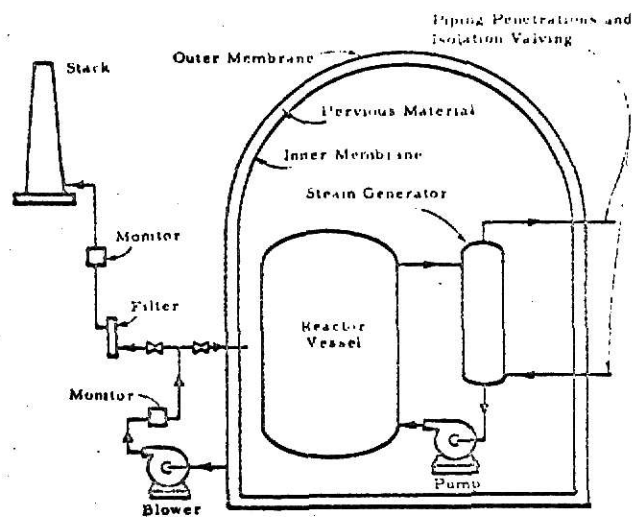 Piping Penetrations and
Isolation Valving
Outer Membrane
Stack
Pervious Material
Inner Membrane
Steam Generator
Monitor
Filter
Reactor
Vessel
Monitor
Pump
Blower